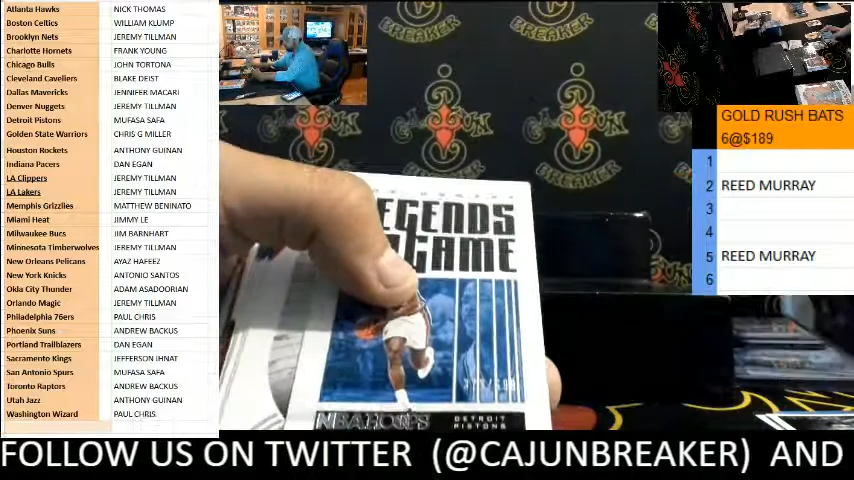 Atlanta Hawks NICK THOMAS
Boston Celtics WILLIAM KLUMP
Brooklyn Nets JEREMY TILLMAN
Charlotte Hornets FRANK YOUNG
Chicago Bulls JOHN TORTONA
Cleveland Cavaliers BLAKE DEIST
Dallas Mavericks JENNIFER MACARI
Denver Nuggets JEREMY TILLMAN
Detroit Pistons MUFASA SAFA
Golden State Warriors CHRIS G MILLER
Houston Rockets ANTHONY GUINAN
Indiana Pacers DAN EGAN
LA Clippers JEREMY TILLMAN
LA Lakers JEREMY TILLMAN
Memphis Grizzlies MATTHEW BENINATO
Miami Heat JIMMY LE
Milwaukee Bucs JIM BARNHART
Minnesota Timberwolves JEREMY TILLMAN
New Orleans Pelicans AYAZ HAFEEZ
New York Knicks ANTONIO SANTOS
Okla City Thunder ADAM ASADOORIAN
Orlando Magic JEREMY TILLMAN
Philadelphia 76ers PAUL CHRIS
Phoenix Suns ANDREW BACKUS
Portland Trailblazers DAN EGAN
Sacramento Kings JEFFERSON IHNAT
San Antonio Spurs MUFASA SAFA
Toronto Raptors ANDREW BACKUS
Utah Jazz ANTHONY GUINAN
Washington Wizard PAUL CHRIS
CAJUN
BREAKER
EGENDS
GAME
NBA HOOPS
DETROIT
PISTONS
GOLD RUSH BATS
6@$189
1
2 REED MURRAY
3
4
5 REED MURRAY
6
FOLLOW US ON TWITTER (@CAJUNBREAKER) AND